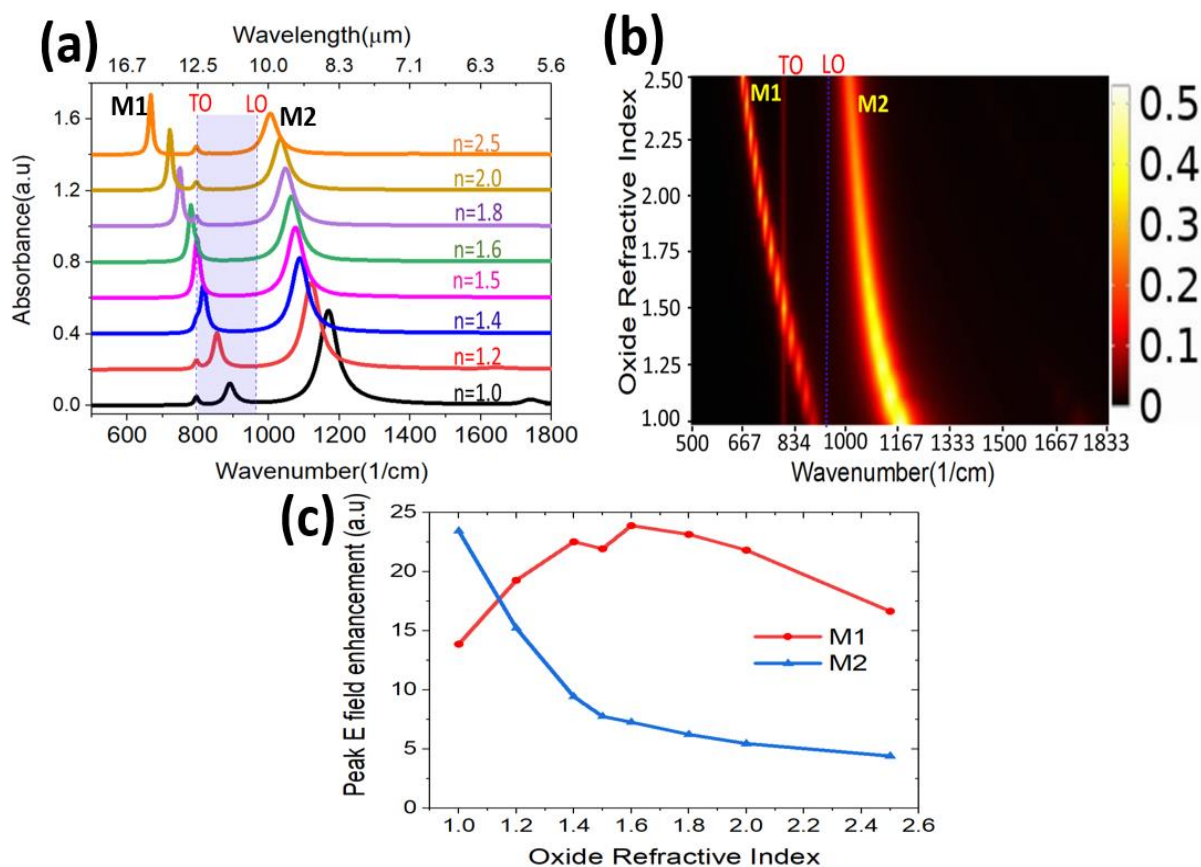 (a)
Wavelength(μm)
16.7 12.5 10.0 8.3 7.1 6.3 5.6
M1
TO
LO
M2
n=2.5
n=2.0
n=1.8
n=1.6
n=1.5
n=1.4
n=1.2
n=1.0
Absorbance(a.u)
1.6
1.2
0.8
0.4
0.0
600 800 1000 1200 1400 1600 1800
Wavenumber(1/cm)
(b)
TO
LO
M1
M2
Oxide Refractive Index
2.50
2.25
2.00
1.75
1.50
1.25
1.00
500 667 834 1000 1167 1333 1500 1667 1833
Wavenumber(1/cm)
0.5
0.4
0.3
0.2
0.1
0
(c)
Peak E field enhancement (a.u)
25
20
15
10
5
0
M1
M2
1.0 1.2 1.4 1.6 1.8 2.0 2.2 2.4 2.6
Oxide Refractive Index